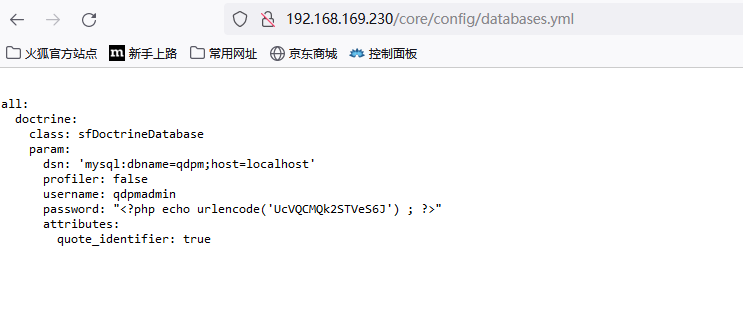 192.168.169.230/core/config/databases.yml
火狐官方站点 m 新手上路 常用网址 京东商城 控制面板
all:
  doctrine:
    class: sfDoctrineDatabase
    param:
      dsn: 'mysql:dbname=qdpm;host=localhost'
      profiler: false
      username: qdpmadmin
      password: "<?php echo urlencode('UcVQCMQk2STVeS6J') ; ?>"
      attributes:
        quote_identifier: true